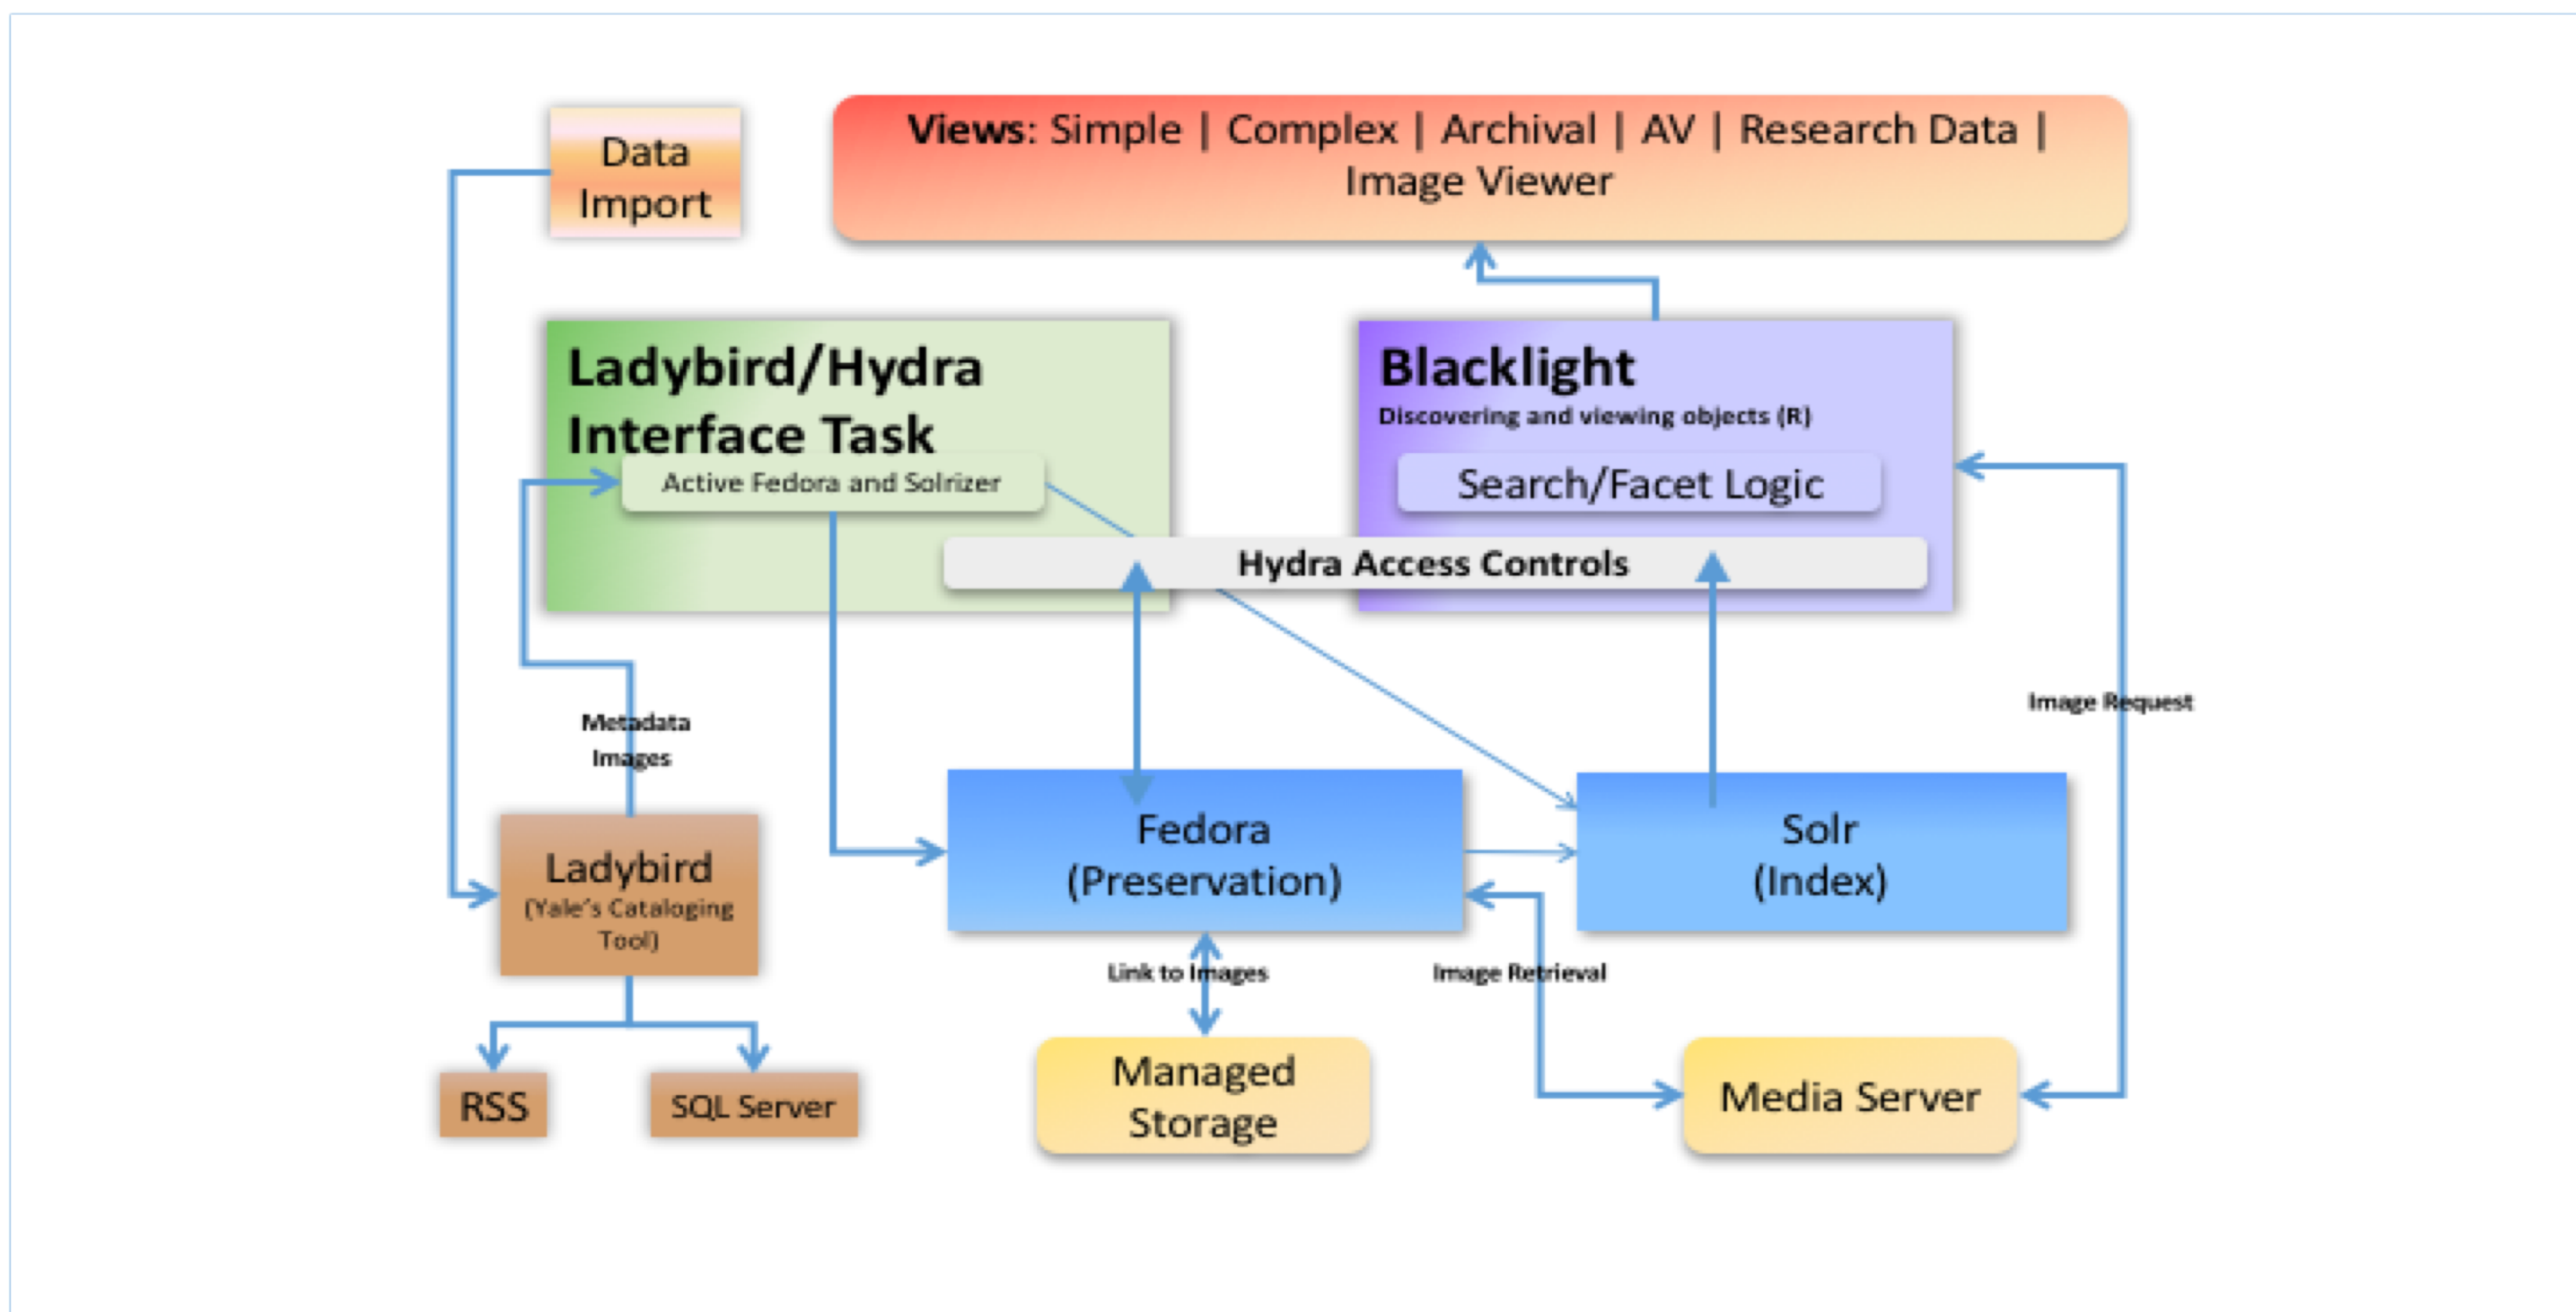 Data
Import
Views: Simple | Complex | Archival | AV | Research Data |
Image Viewer
Ladybird/Hydra
Interface Task
Active Fedora and Solrizer
Blacklight
Discovering and viewing objects (R)
Search/Facet Logic
Hydra Access Controls
Metadata
Images
Image Request
Ladybird
(Yale's Cataloging
Tool)
Fedora
(Preservation)
Solr
(Index)
Link to Images
Image Retrieval
RSS
SQL Server
Managed
Storage
Media Server